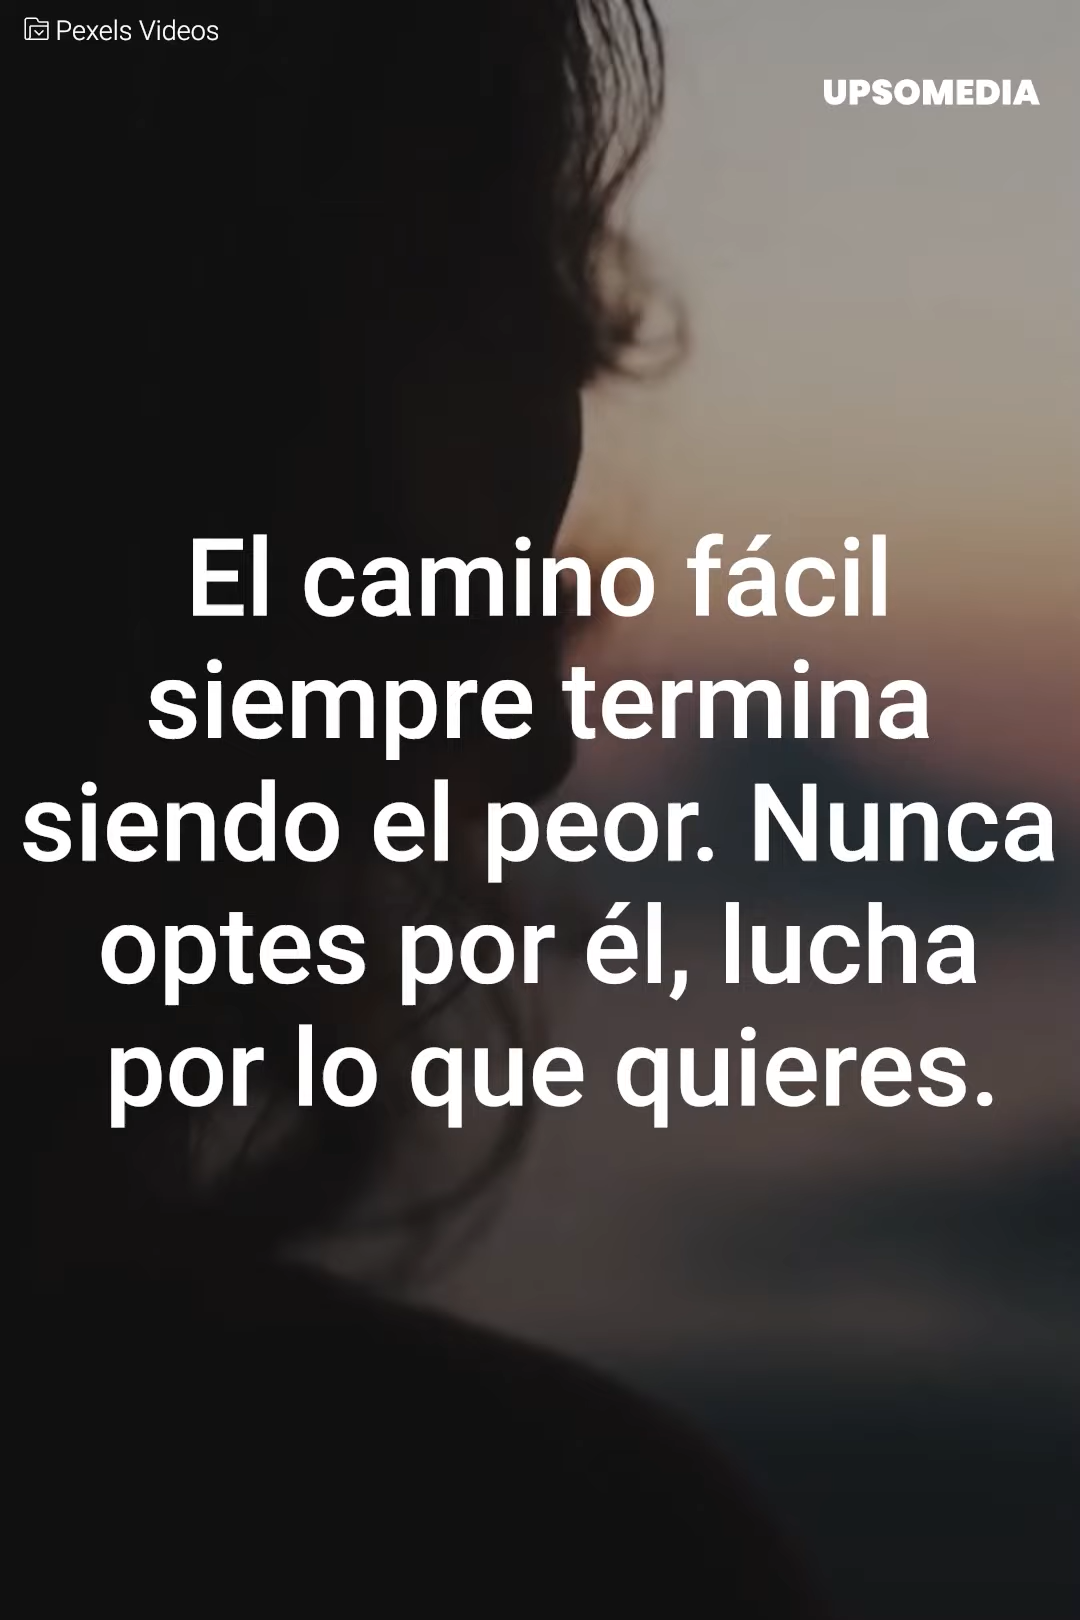 Pexels Videos
UPSOMEDIA
El camino fácil
siempre termina
siendo el peor. Nunca
optes por él, lucha
por lo que quieres.